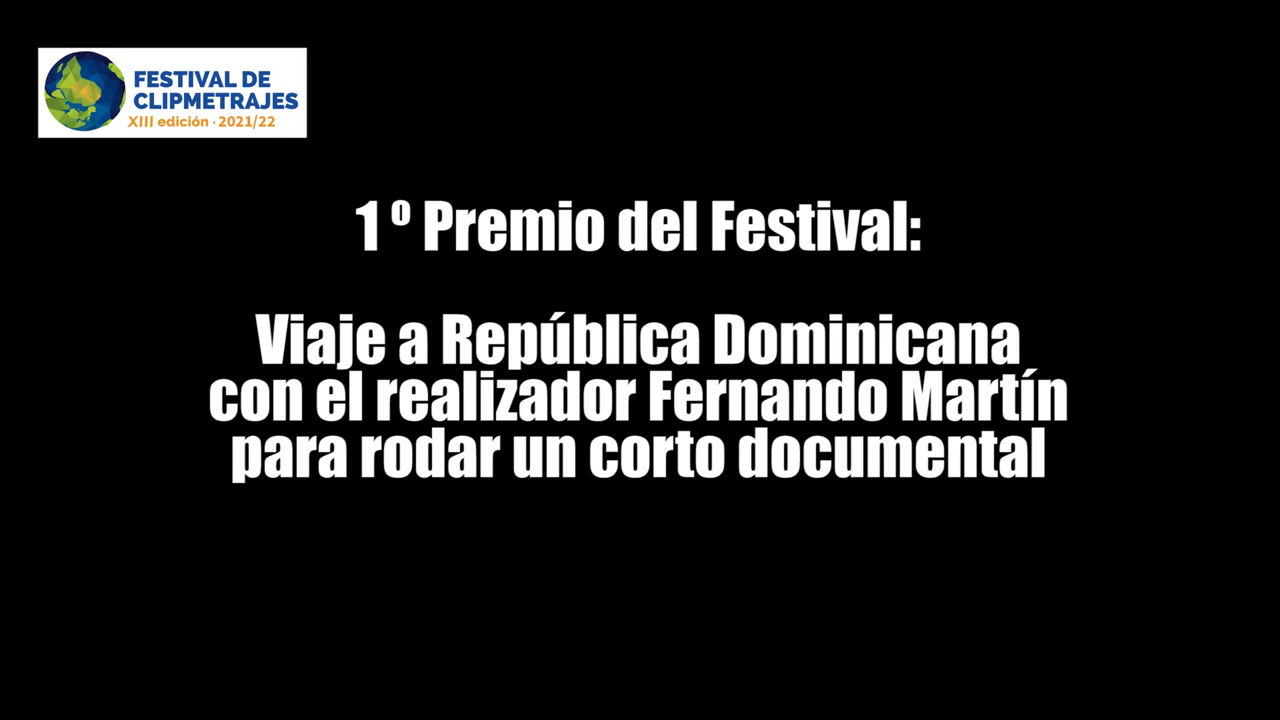 FESTIVAL DE
CLIPMETRAJES
XIII edición · 2021/22
1 º Premio del Festival:
Viaje a República Dominicana
con el realizador Fernando Martín
para rodar un corto documental